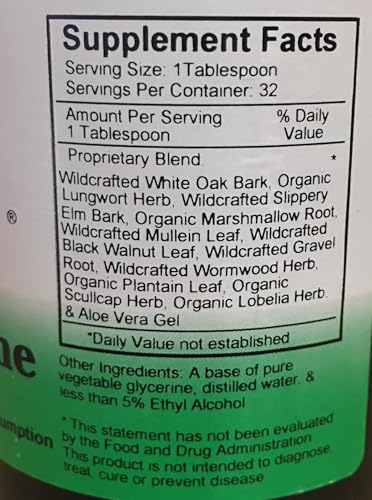 Supplement Facts
Serving Size: 1Tablespoon
Servings Per Container: 32
Amount Per Serving % Daily
1 Tablespoon Value
Proprietary Blend *
Wildcrafted White Oak Bark, Organic
Lungwort Herb, Wildcrafted Slippery
Elm Bark, Organic Marshmallow Root,
Wildcrafted Mullein Leaf, Wildcrafted
Black Walnut Leaf, Wildcrafted Gravel
Root, Wildcrafted Wormwood Herb,
Organic Plantain Leaf, Organic
Scullcap Herb, Organic Lobelia Herb
& Aloe Vera Gel
*Daily Value not established
®
ne
Other Ingredients: A base of pure
vegetable glycerine, distilled water. &
less than 5% Ethyl Alcohol
umption
*This statement has not been evaluated
by the Food and Drug Administration
This product is not intended to diagnose,
treat, cure or prevent disease